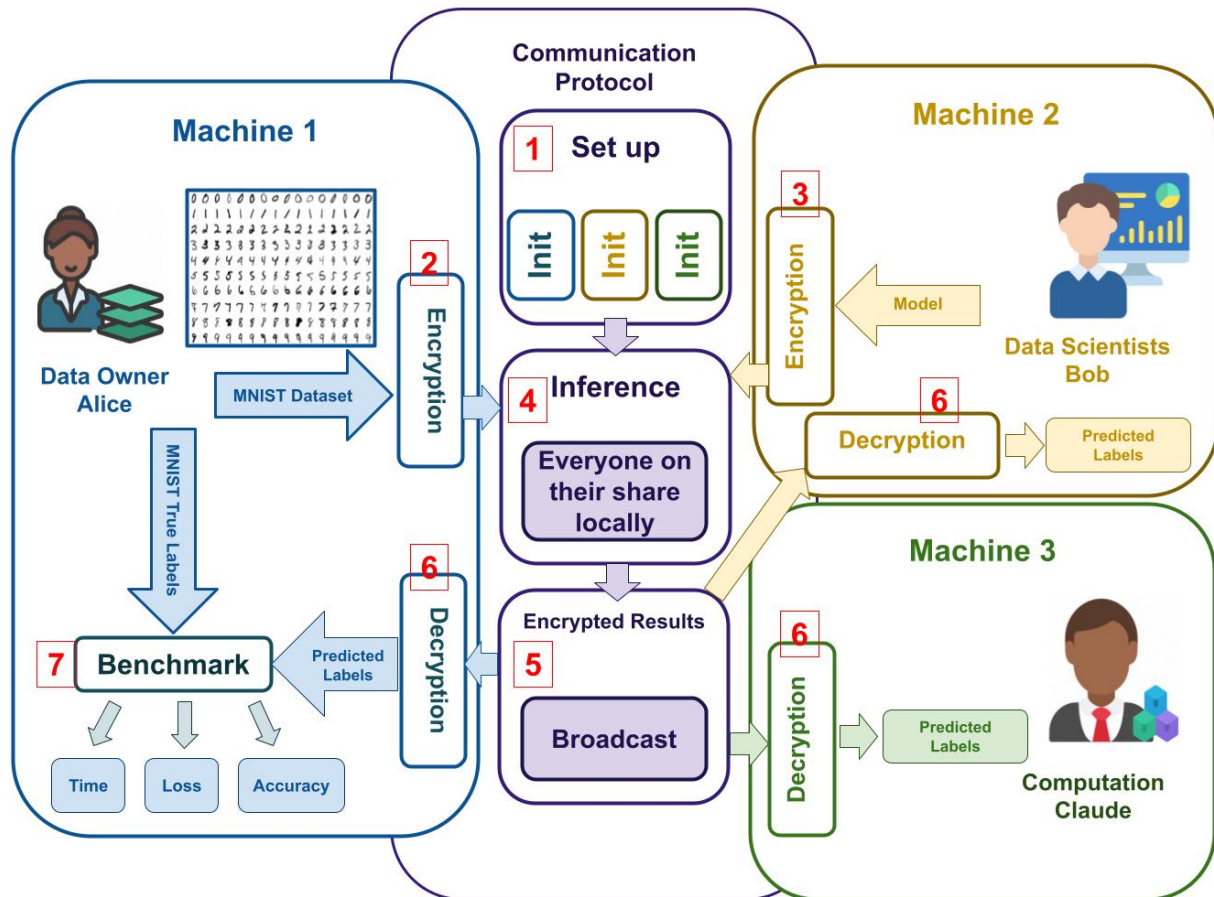 Communication
Protocol
Machine 1
1
Set up
Init
Init
Init
Machine 2
3
Encryption
Model
Data Scientists
Bob
6
Decryption
Predicted
Labels
2
Encryption
Data Owner
Alice
MNIST Dataset
MNIST True Labels
4
Inference
Everyone on
their share
locally
6
Decryption
Predicted
Labels
7
Benchmark
Time
Loss
Accuracy
Encrypted Results
5
Broadcast
Machine 3
6
Decryption
Predicted
Labels
Computation
Claude